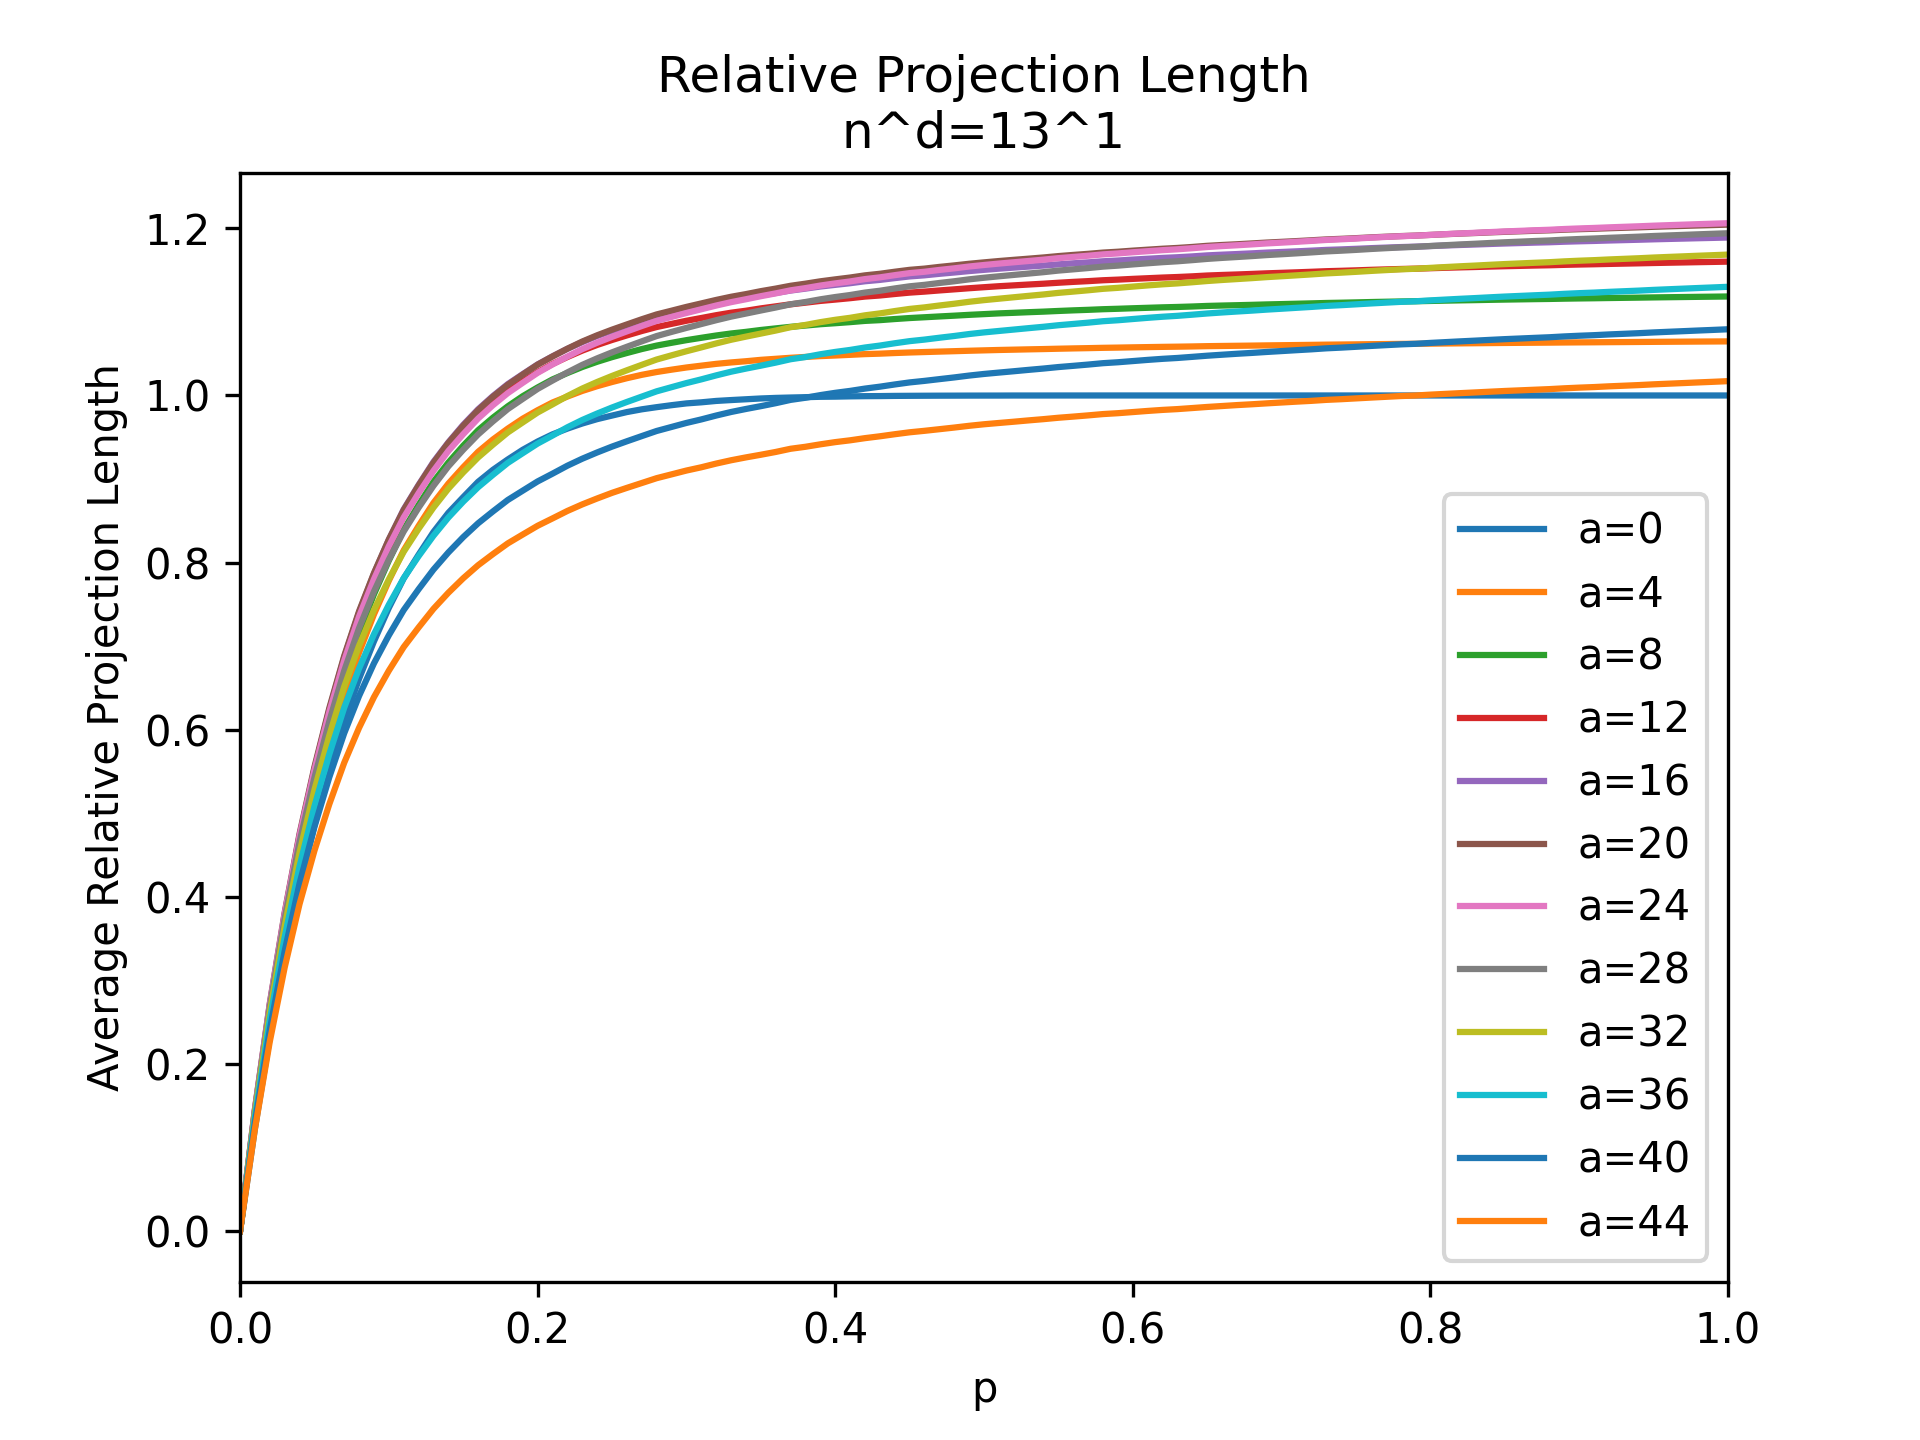 Relative Projection Length
n^d=13^1
Average Relative Projection Length
1.2
1.0
0.8
0.6
0.4
0.2
0.0
0.0 0.2 0.4 0.6 0.8 1.0
p
a=0
a=4
a=8
a=12
a=16
a=20
a=24
a=28
a=32
a=36
a=40
a=44